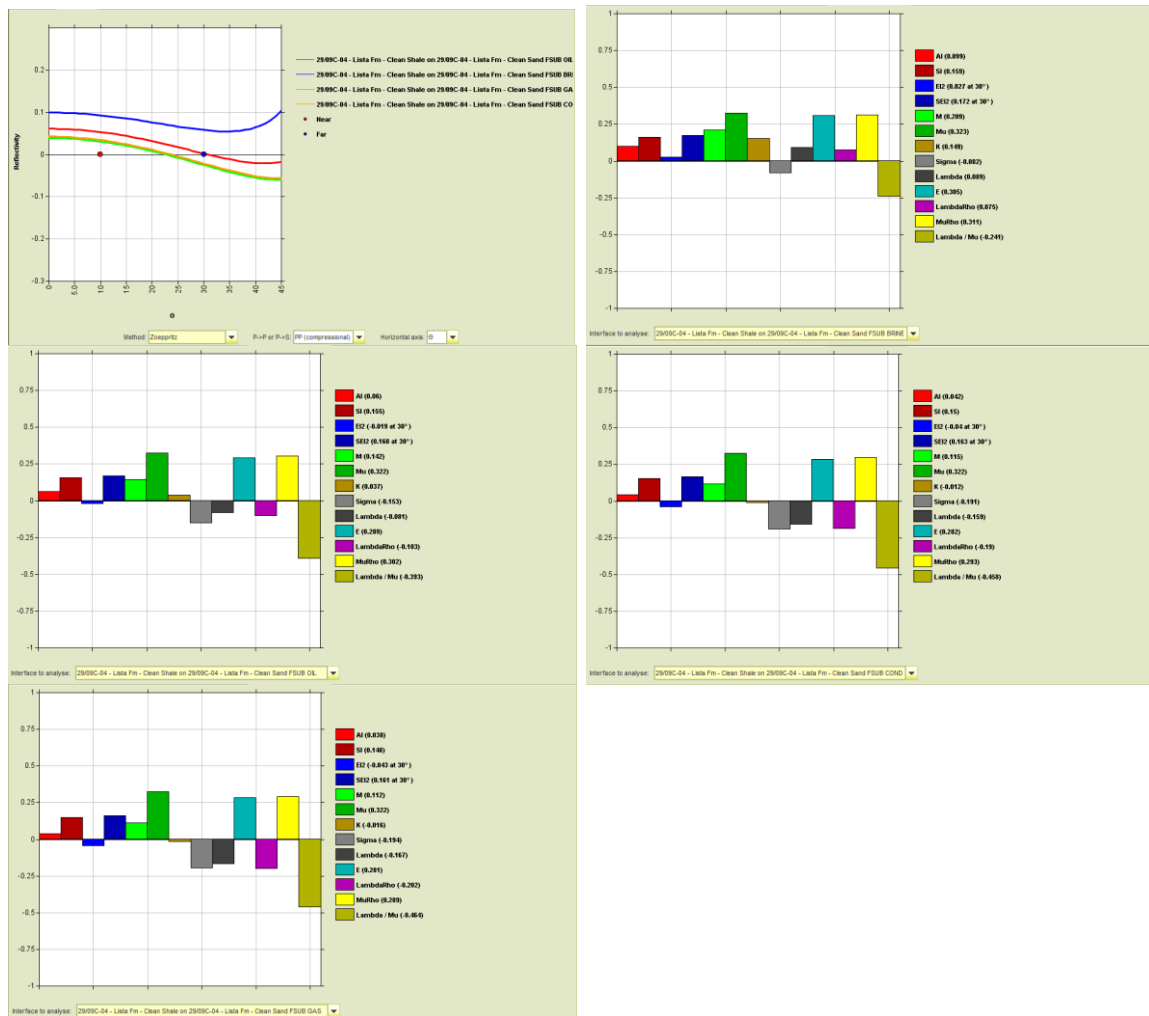 0.2
0.1
0
-0.1
-0.2
-0.3
Reflectivity
0
5.0
10
15
20
25
30
35
40
45
Θ
29/09C-04 - Lista Fm - Clean Shale on 29/09C-04 - Lista Fm - Clean Sand FSUB OIL
29/09C-04 - Lista Fm - Clean Shale on 29/09C-04 - Lista Fm - Clean Sand FSUB BRI
29/09C-04 - Lista Fm - Clean Shale on 29/09C-04 - Lista Fm - Clean Sand FSUB GA
29/09C-04 - Lista Fm - Clean Shale on 29/09C-04 - Lista Fm - Clean Sand FSUB CO
Near
Far
Method: Zoeppritz P->P or P->S: PP (compressional) Horizontal axis: Θ
1
0.75
0.5
0.25
0
-0.25
-0.5
-0.75
-1
AI (0.099)
SI (0.159)
EI2 (0.027 at 30°)
SEI2 (0.172 at 30°)
M (0.209)
Mu (0.323)
K (0.149)
Sigma (-0.082)
Lambda (0.089)
E (0.305)
LambdaRho (0.075)
MuRho (0.311)
Lambda / Mu (-0.241)
Interface to analyse: 29/09C-04 - Lista Fm - Clean Shale on 29/09C-04 - Lista Fm - Clean Sand FSUB BRINE
1
0.75
0.5
0.25
0
-0.25
-0.5
-0.75
-1
AI (0.06)
SI (0.155)
EI2 (-0.019 at 30°)
SEI2 (0.168 at 30°)
M (0.142)
Mu (0.322)
K (0.037)
Sigma (-0.153)
Lambda (-0.081)
E (0.289)
LambdaRho (-0.103)
MuRho (0.302)
Lambda / Mu (-0.393)
Interface to analyse: 29/09C-04 - Lista Fm - Clean Shale on 29/09C-04 - Lista Fm - Clean Sand FSUB OIL
1
0.75
0.5
0.25
0
-0.25
-0.5
-0.75
-1
AI (0.042)
SI (0.15)
EI2 (-0.04 at 30°)
SEI2 (0.163 at 30°)
M (0.115)
Mu (0.322)
K (-0.012)
Sigma (-0.191)
Lambda (-0.159)
E (0.282)
LambdaRho (-0.19)
MuRho (0.293)
Lambda / Mu (-0.458)
Interface to analyse: 29/09C-04 - Lista Fm - Clean Shale on 29/09C-04 - Lista Fm - Clean Sand FSUB COND
1
0.75
0.5
0.25
0
-0.25
-0.5
-0.75
-1
AI (0.038)
SI (0.148)
EI2 (-0.043 at 30°)
SEI2 (0.161 at 30°)
M (0.112)
Mu (0.322)
K (-0.016)
Sigma (-0.194)
Lambda (-0.167)
E (0.281)
LambdaRho (-0.202)
MuRho (0.289)
Lambda / Mu (-0.464)
Interface to analyse: 29/09C-04 - Lista Fm - Clean Shale on 29/09C-04 - Lista Fm - Clean Sand FSUB GAS